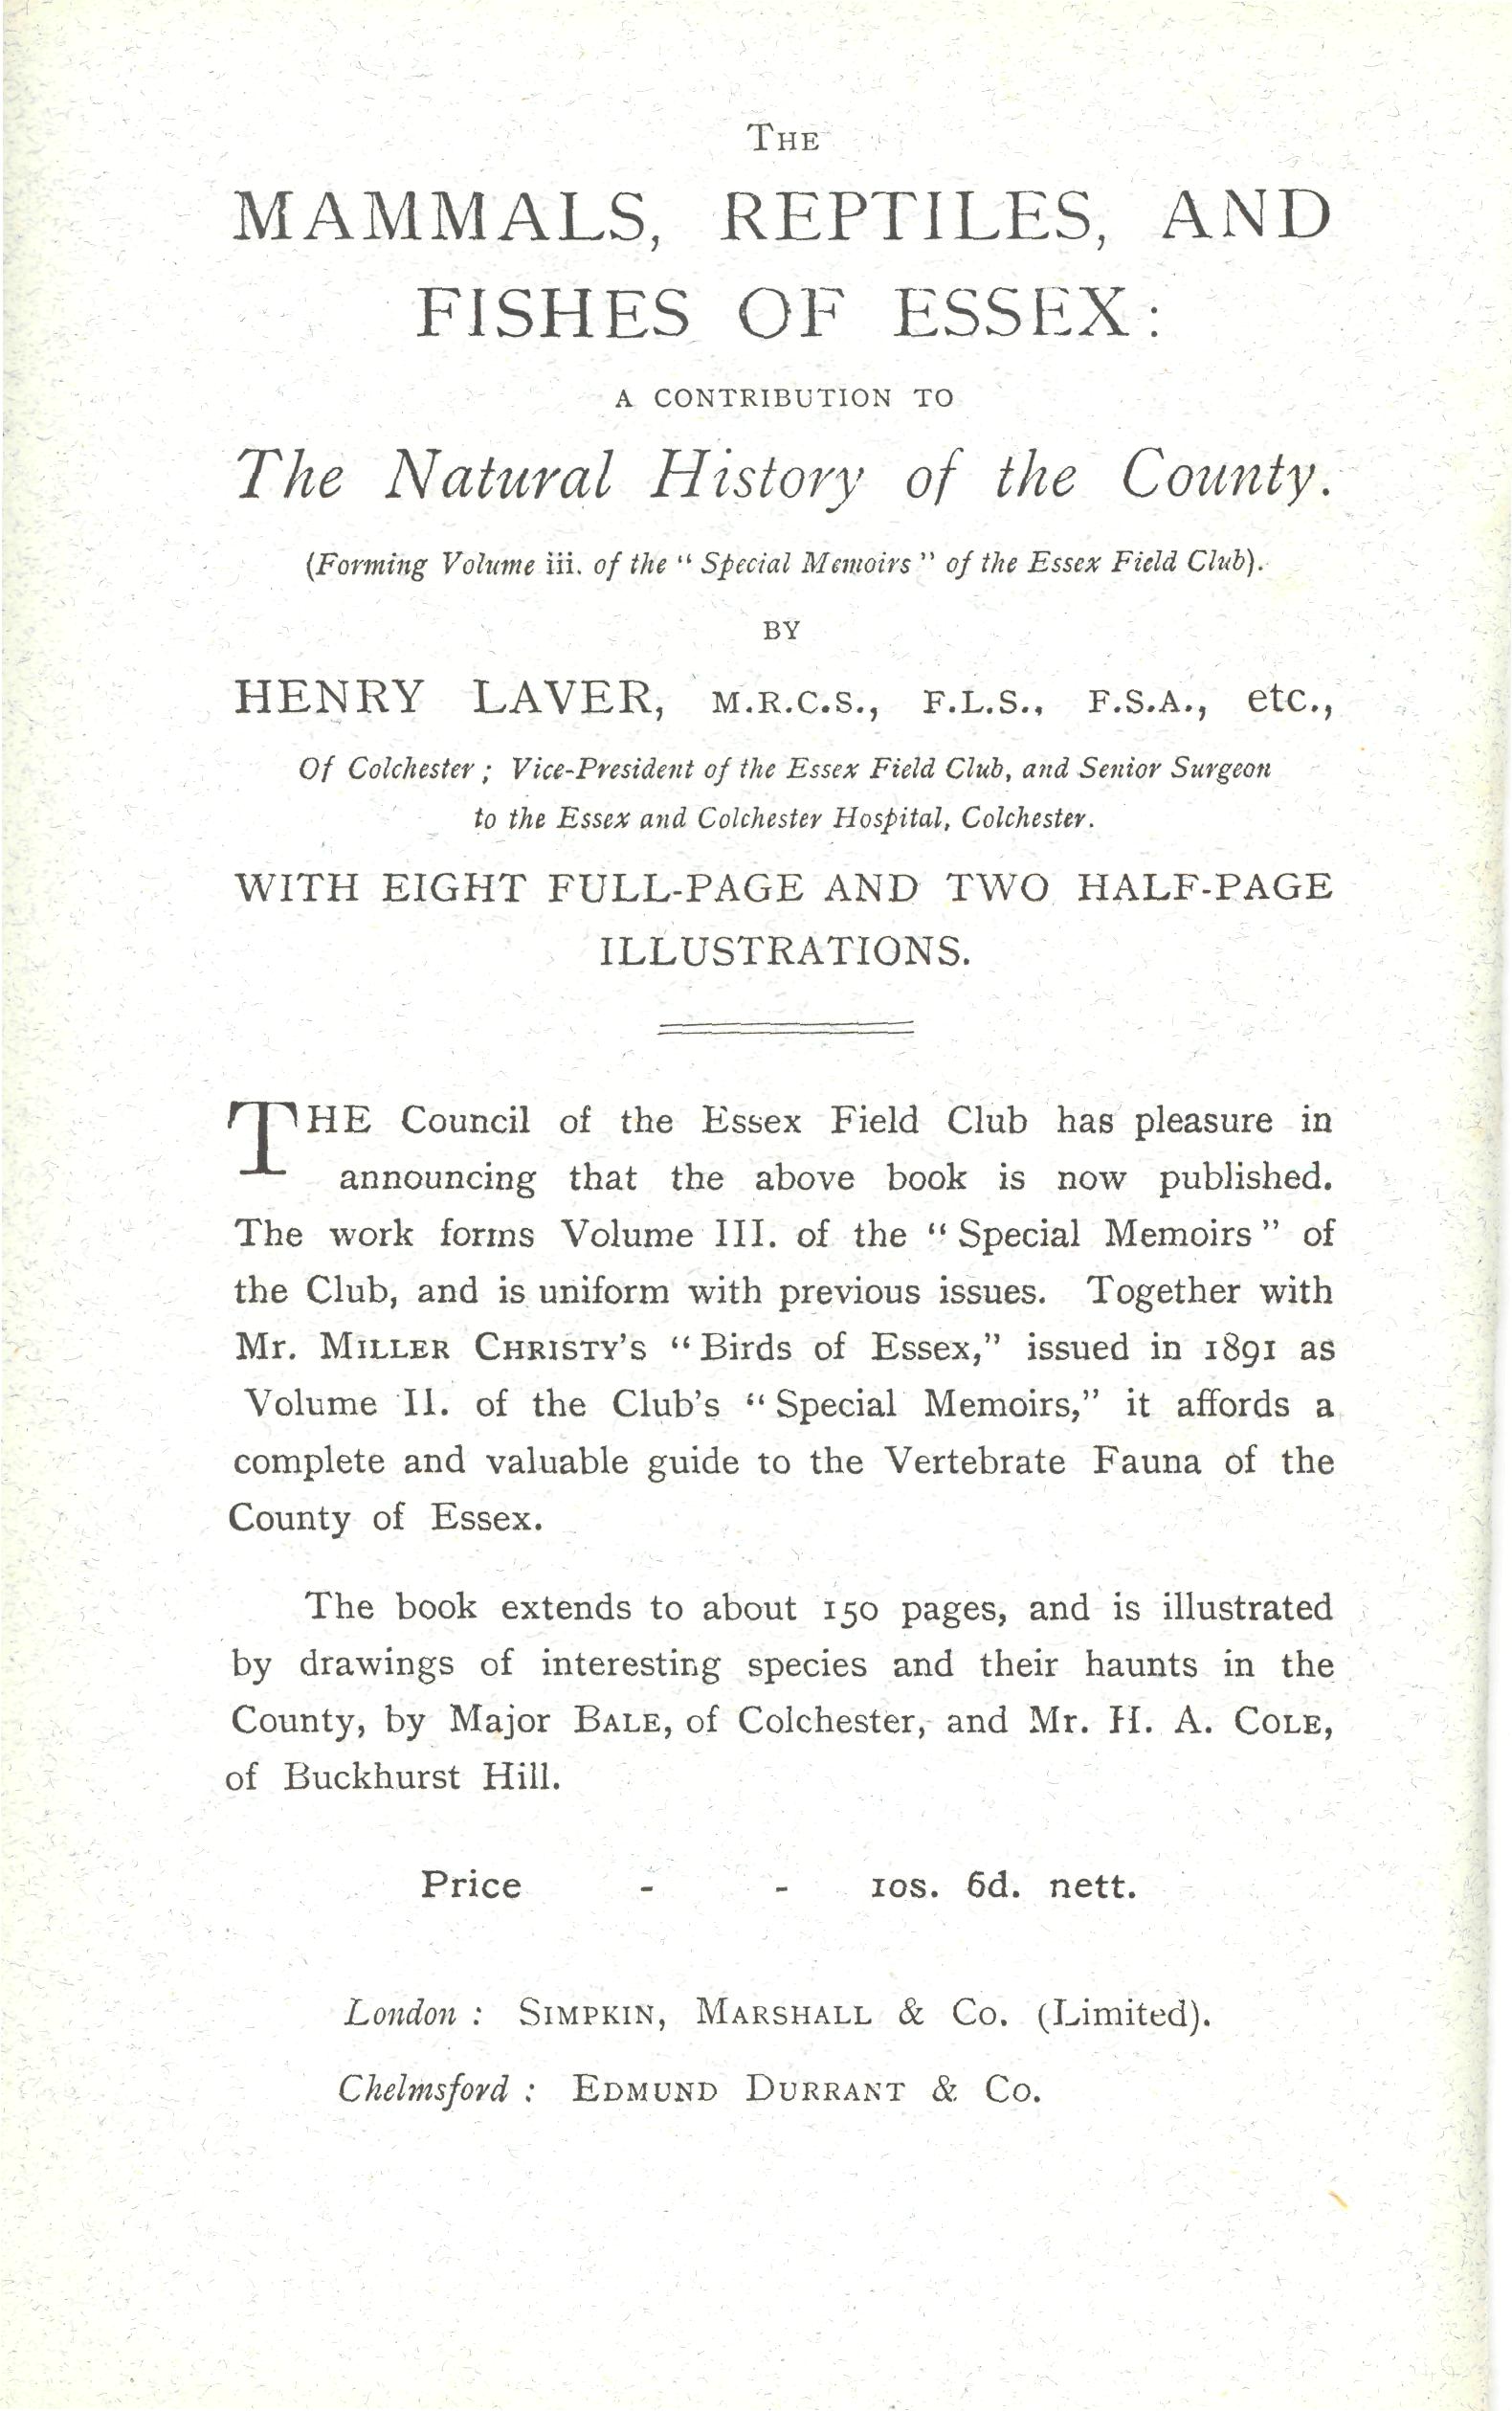 THE
MAMMALS, REPTILES, AND
FISHES OF ESSEX:
A CONTRIBUTION TO
The Natural History of the County.
(Forming Volume iii. of the “Special Memoirs” of the Essex Field Club).
BY
HENRY LAVER, M.R.C.S., F.L.S., F.S.A., etc.,
Of Colchester; Vice-President of the Essex Field Club, and Senior Surgeon
to the Essex and Colchester Hospital, Colchester.
WITH EIGHT FULL-PAGE AND TWO HALF-PAGE
ILLUSTRATIONS.
THE Council of the Essex Field Club has pleasure in
announcing that the above book is now published.
The work forms Volume III. of the “Special Memoirs” of
the Club, and is uniform with previous issues. Together with
Mr. MILLER CHRISTY’S “Birds of Essex,” issued in 1891 as
Volume II. of the Club’s “Special Memoirs,” it affords a
complete and valuable guide to the Vertebrate Fauna of the
County of Essex.
The book extends to about 150 pages, and is illustrated
by drawings of interesting species and their haunts in the
County, by Major BALE, of Colchester, and Mr. H. A. COLE,
of Buckhurst Hill.
Price - - 10s. 6d. nett.
London: SIMPKIN, MARSHALL & Co. (Limited).
Chelmsford: EDMUND DURRANT & Co.